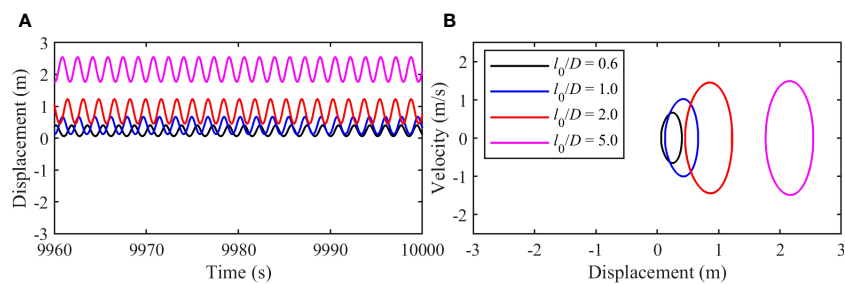 A
Displacement (m)
3
2
1
0
-1
-2
-3
9960
9970
9980
9990
10000
Time (s)
B
Velocity (m/s)
2
1
0
-1
-2
l0/D = 0.6
l0/D = 1.0
l0/D = 2.0
l0/D = 5.0
-3
-2
-1
0
1
2
3
Displacement (m)